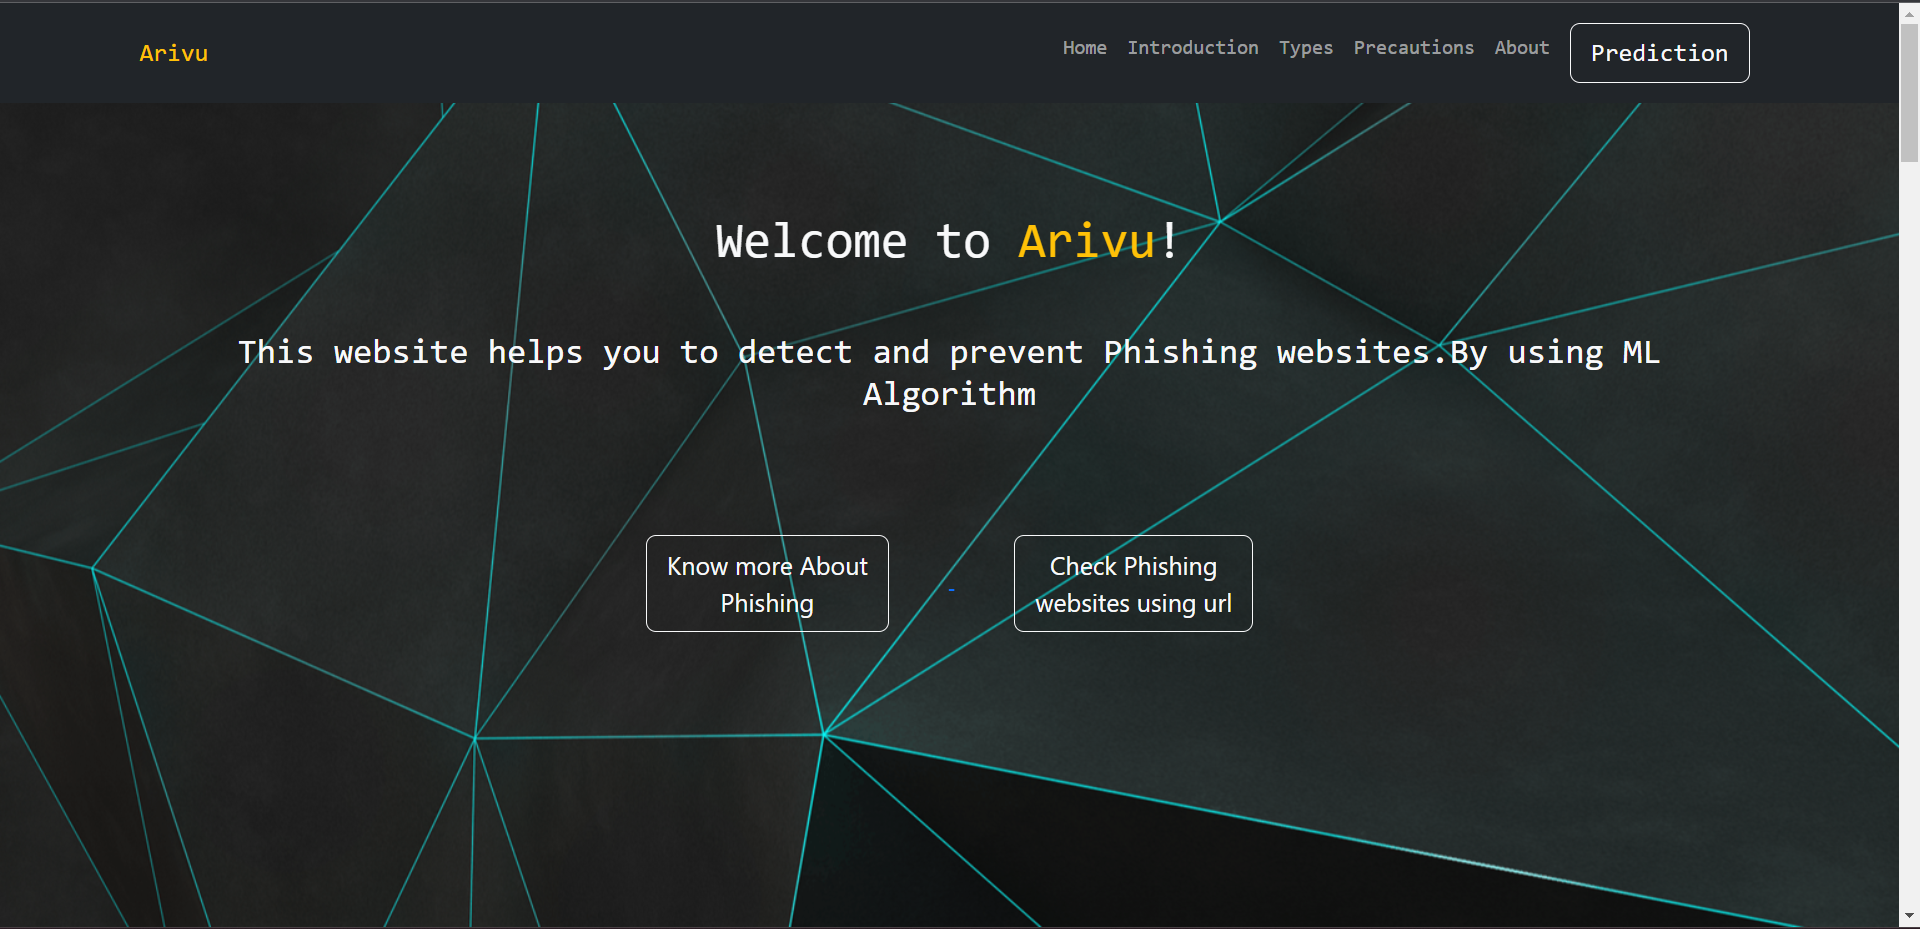 Arivu
Home Introduction Types Precautions About Prediction
Welcome to Arivu!
This website helps you to detect and prevent Phishing websites.By using ML
Algorithm
Know more About
Phishing
-
Check Phishing
websites using url